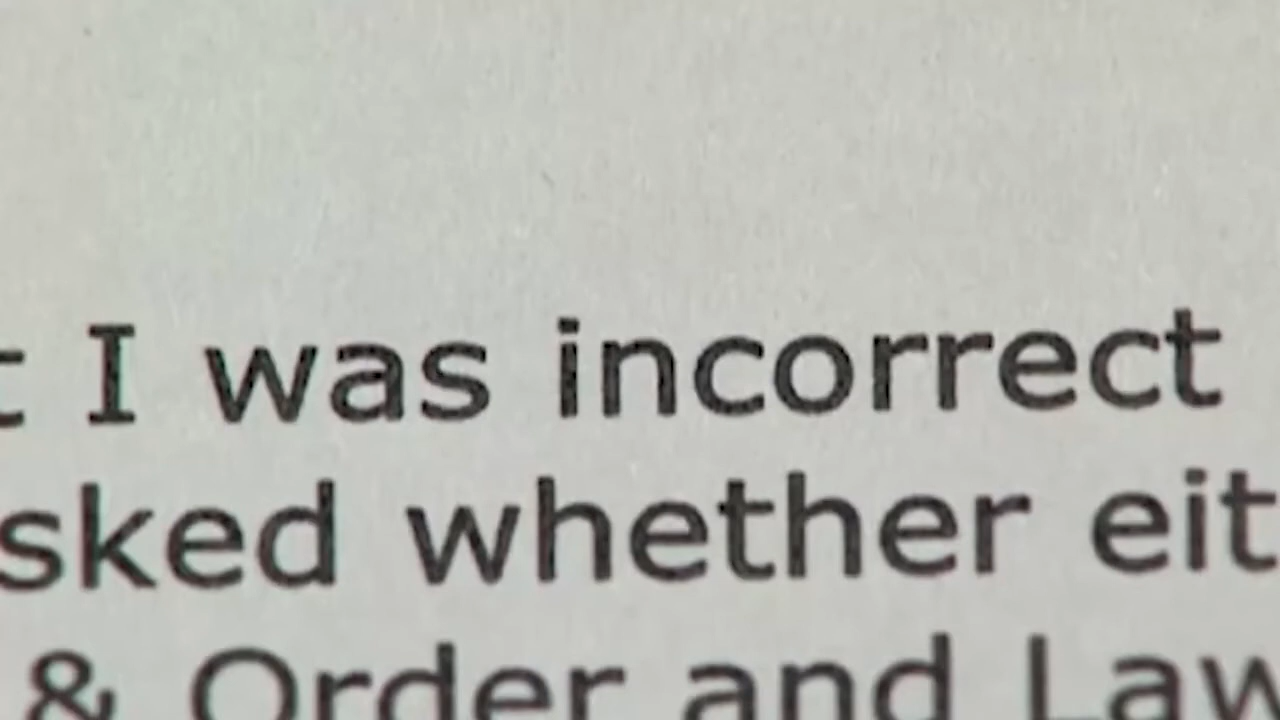 t I was incorrect
sked whether eit
& Order and Law